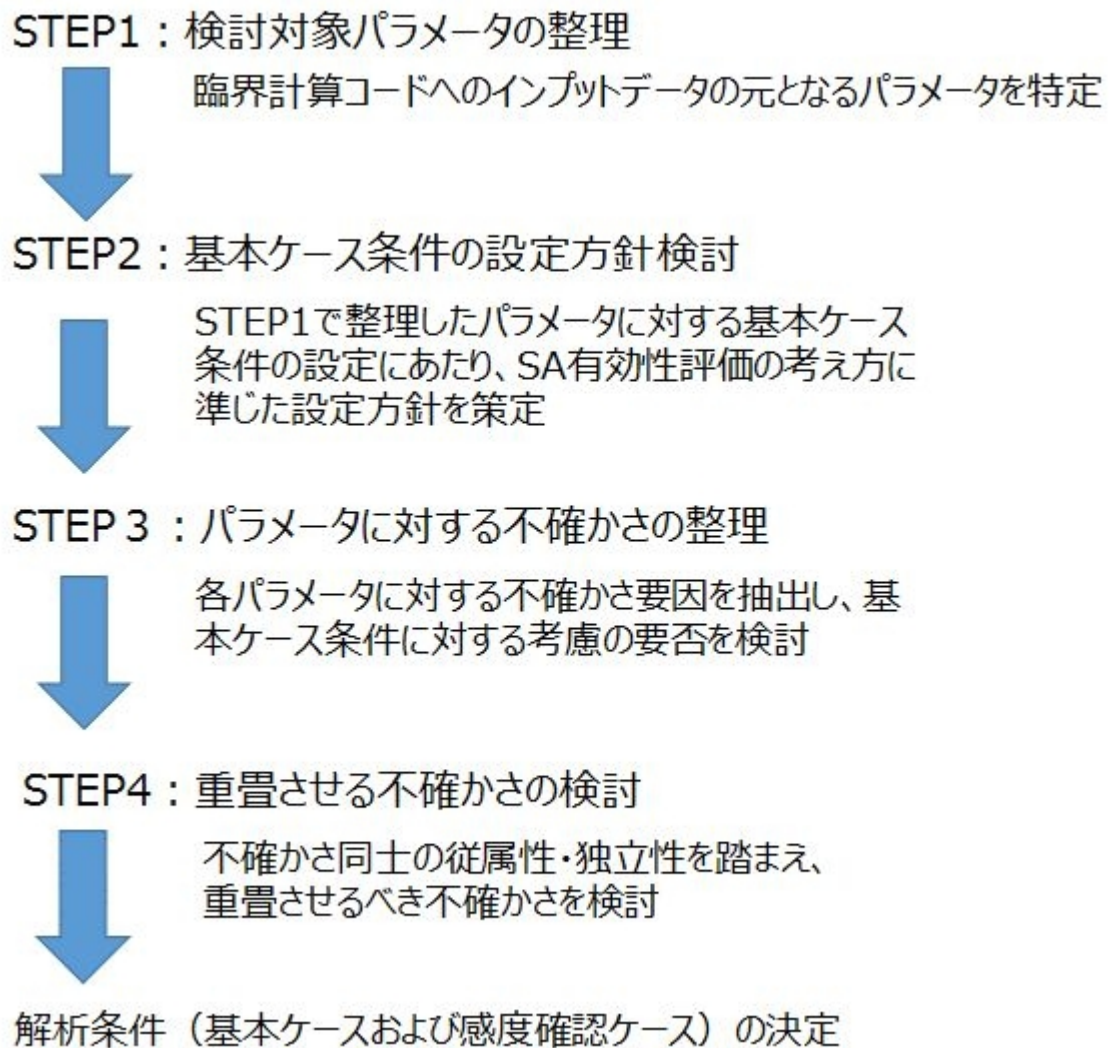 STEP1：検討対象パラメータの整理
臨界計算コードへのインプットデータの元となるパラメータを特定
STEP2：基本ケース条件の設定方針検討
STEP1で整理したパラメータに対する基本ケース
条件の設定にあたり、SA有効性評価の考え方に
準じた設定方針を策定
STEP３：パラメータに対する不確かさの整理
各パラメータに対する不確かさ要因を抽出し、基
本ケース条件に対する考慮の要否を検討
STEP4：重畳させる不確かさの検討
不確かさ同士の従属性・独立性を踏まえ、
重畳させるべき不確かさを検討
解析条件（基本ケースおよび感度確認ケース）の決定